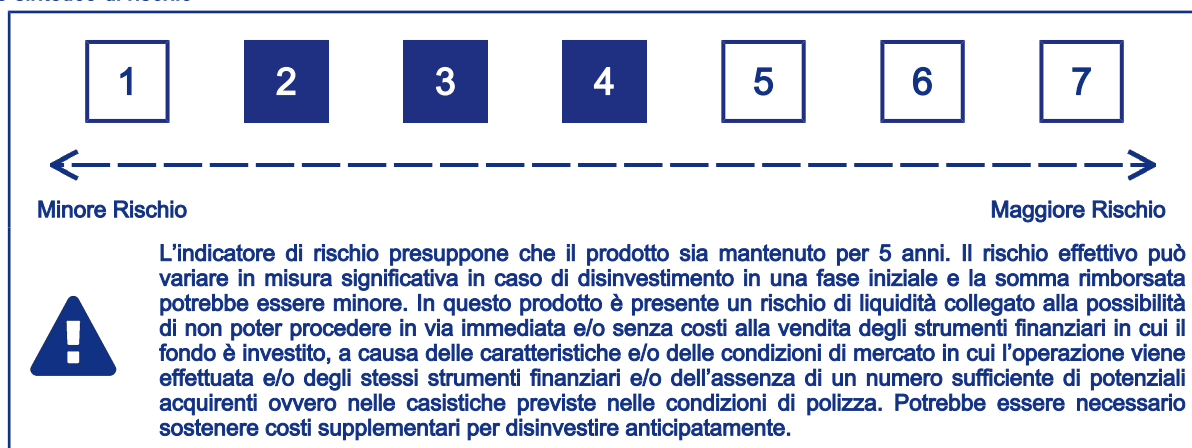 1 2 3 4 5 6 7
Minore Rischio Maggiore Rischio
L'indicatore di rischio presuppone che il prodotto sia mantenuto per 5 anni. Il rischio effettivo può
variare in misura significativa in caso di disinvestimento in una fase iniziale e la somma rimborsata
potrebbe essere minore. In questo prodotto è presente un rischio di liquidità collegato alla possibilità
di non poter procedere in via immediata e/o senza costi alla vendita degli strumenti finanziari in cui il
fondo è investito, a causa delle caratteristiche e/o delle condizioni di mercato in cui l'operazione viene
effettuata e/o degli stessi strumenti finanziari e/o dell'assenza di un numero sufficiente di potenziali
acquirenti ovvero nelle casistiche previste nelle condizioni di polizza. Potrebbe essere necessario
sostenere costi supplementari per disinvestire anticipatamente.